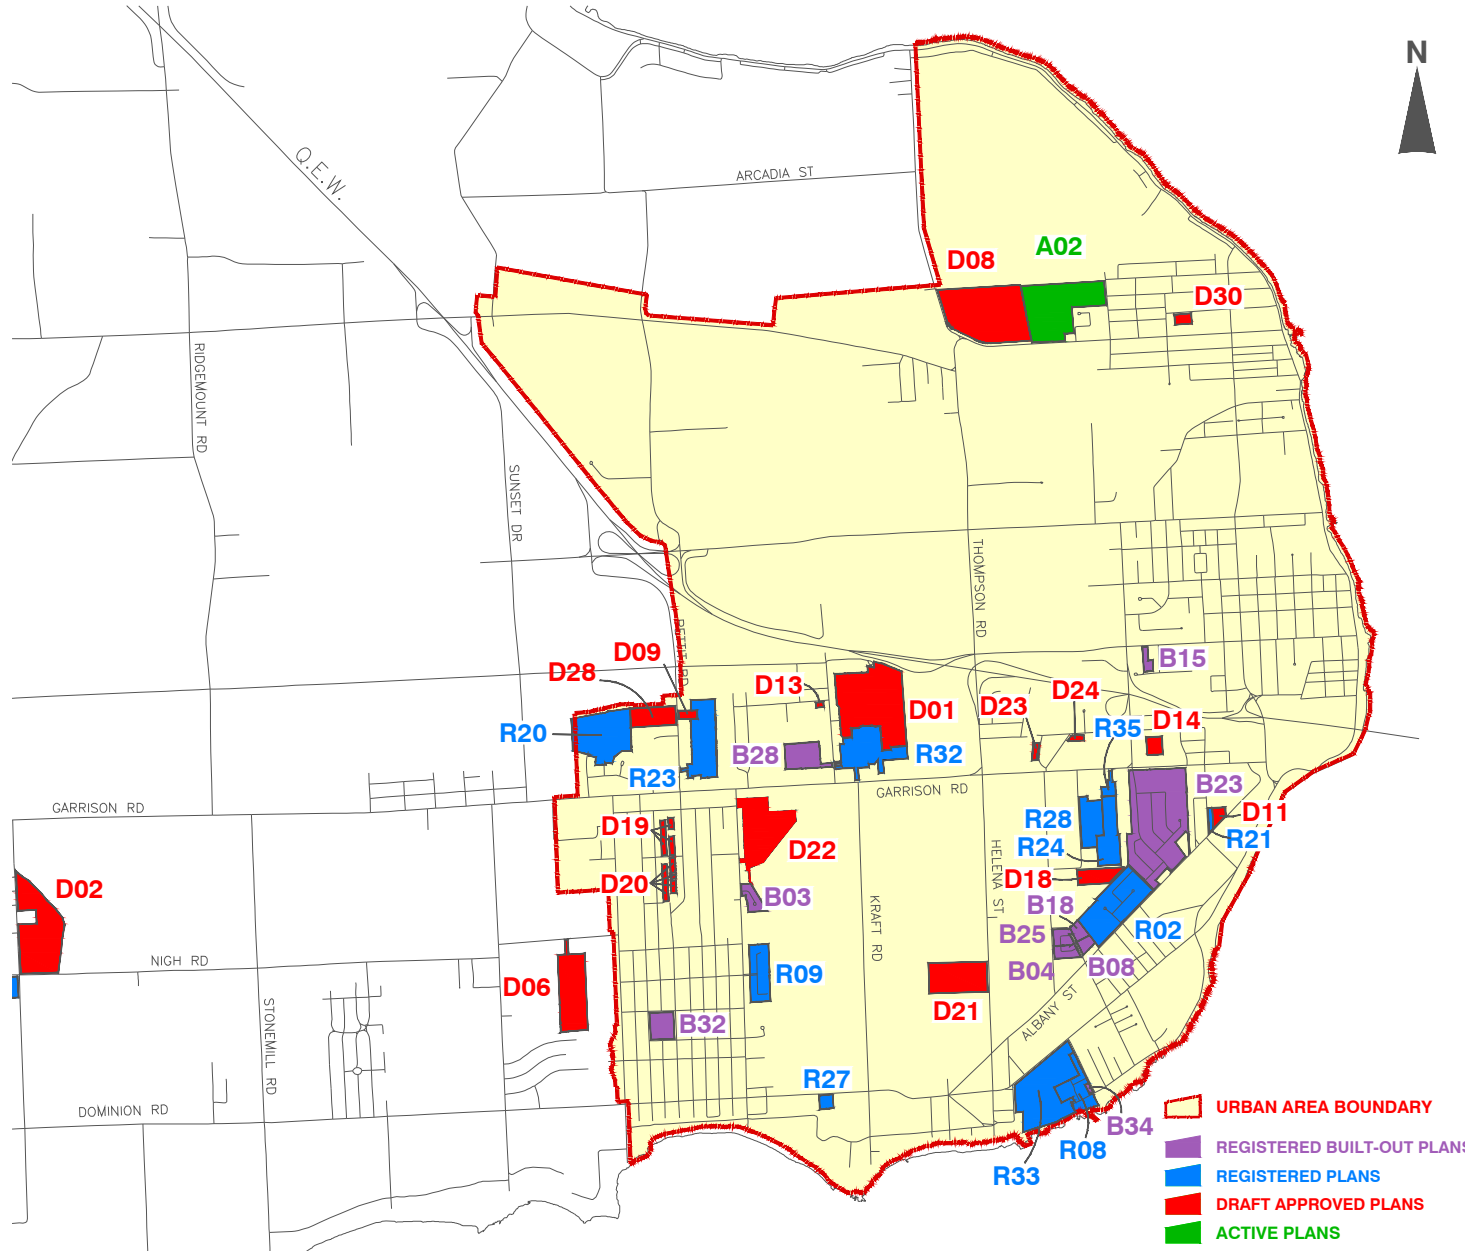 N
Q.E.W.
ARCADIA ST
A02
D08
D30
RIDGEMOUNT RD
SUNSET DR
THOMPSON RD
D09
B15
D28
D13
D24
D01
D23
R35
D14
R20
B28
R32
R23
B23
GARRISON RD
GARRISON RD
D11
R28
D19
R21
D22
R24
HELENA ST
D18
D20
D02
B03
B18
KRAFT RD
R02
B25
NIGH RD
B04
B08
R09
D06
D21
ALBANY ST
B32
STONEMILL RD
R27
DOMINION RD
B34
R08
R33
URBAN AREA BOUNDARY
REGISTERED BUILT-OUT PLANS
REGISTERED PLANS
DRAFT APPROVED PLANS
ACTIVE PLANS